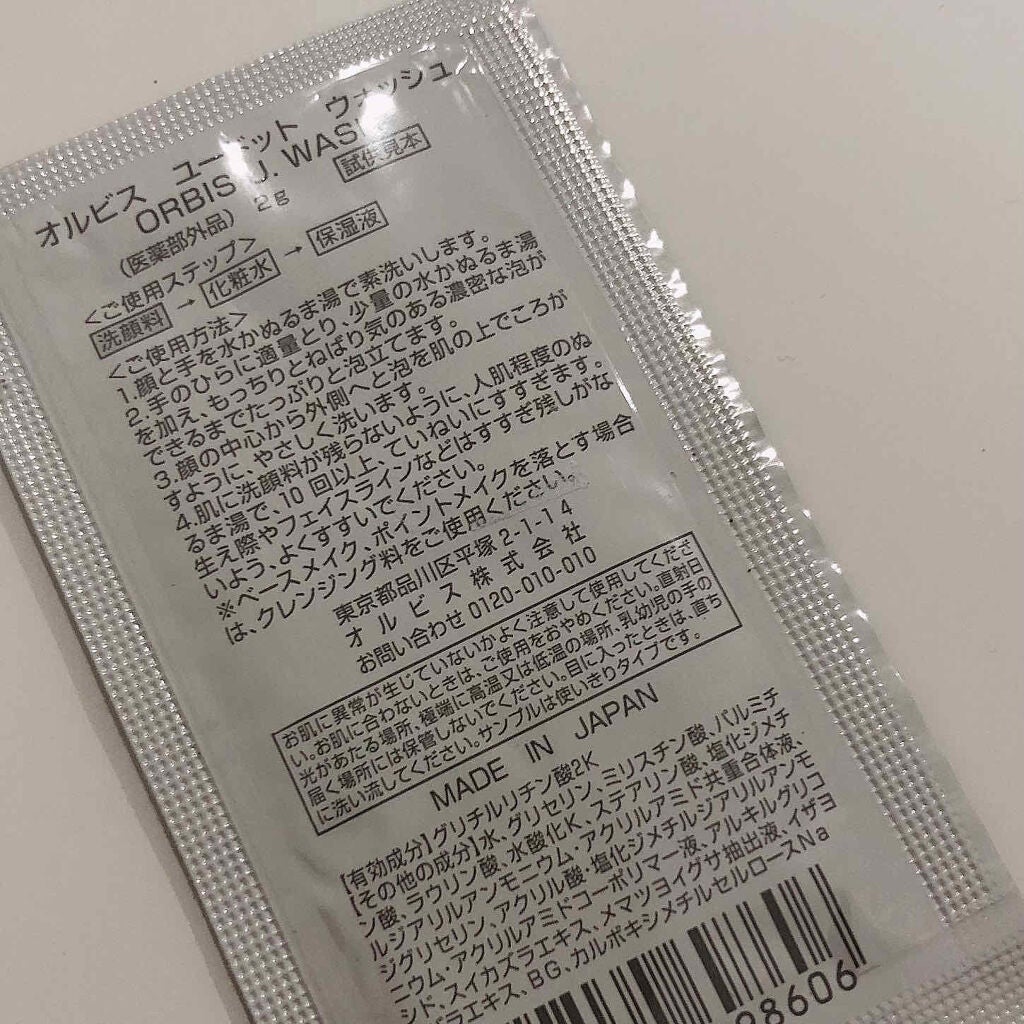 オルビス ユードット ウォッシュ
ORBIS U. WASH
(医薬部外品) 2g 試供見本
<ご使用ステップ>
洗顔料→化粧水→保湿液
<ご使用方法>
1.顔と手を水かぬるま湯で素洗いします。
2.手のひらに適量とり、少量の水かぬるま湯
を加え、もっちりとねばり気のある濃密な泡が
できるまでたっぷりと泡立てます。
3.顔の中心から外側へと泡を肌の上でころが
すように、やさしく洗います。
4.肌に洗顔料が残らないように、人肌程度のぬ
るま湯で、10回以上、ていねいにすすぎます。
生え際やフェイスラインなどはすすぎ残しがな
いよう、よくすすいでください。
※ベースメイク、ポイントメイクを落とす場合
は、クレンジング料をご使用ください。
東京都品川区平塚2-1-14
オルビス株式会社
お問い合わせ 0120-010-010
お肌に異常が生じていないかよく注意して使用してくださ
い。お肌に合わないときは、ご使用をおやめください。直射日
光があたる場所、極端に高温又は低温の場所、乳幼児の手の
届く場所には保管しないでください。目に入ったときは、直ち
に洗い流してください。サンプルは使いきりタイプです。
MADE IN JAPAN
【有効成分】グリチルリチン酸2K
【その他の成分】水、グリセリン、ミリスチン酸、パルミチ
ン酸、ラウリン酸、水酸化K、ステアリン酸、塩化ジメチ
ルジアリルアンモニウム・アクリルアミド共重合体液、
ジグリセリン、アクリル酸・塩化ジメチルジアリルアンモ
ニウム・アクリルアミドコーポリマー液、アルキルグリコ
シド、スイカズラエキス、メマツヨイグサ抽出液、イザヨ
イバラエキス、BG、カルボキシメチルセルロースNa
98606